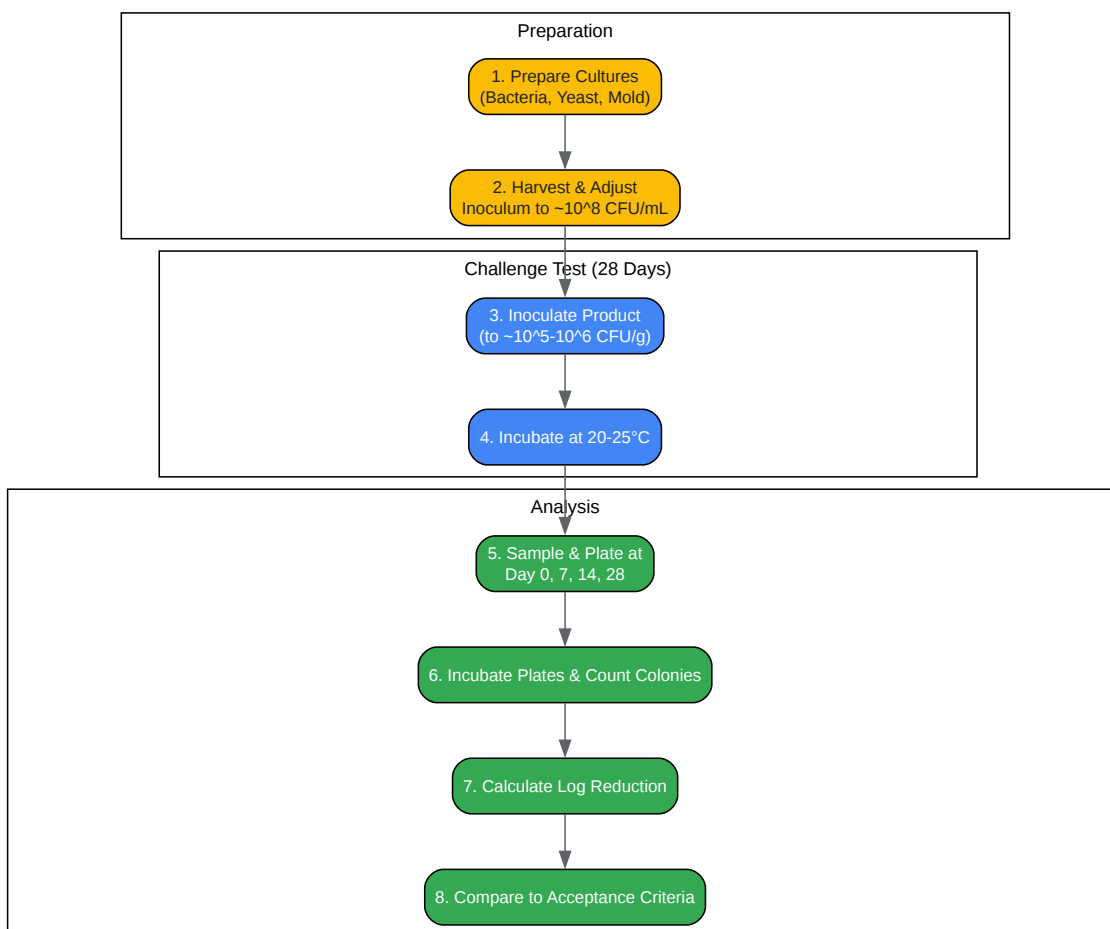 Preparation
1. Prepare Cultures
(Bacteria, Yeast, Mold)
2. Harvest & Adjust
Inoculum to ~10^8 CFU/mL
Challenge Test (28 Days)
3. Inoculate Product
(to ~10^5-10^6 CFU/g)
4. Incubate at 20-25°C
Analysis
5. Sample & Plate at
Day 0, 7, 14, 28
6. Incubate Plates & Count Colonies
7. Calculate Log Reduction
8. Compare to Acceptance Criteria